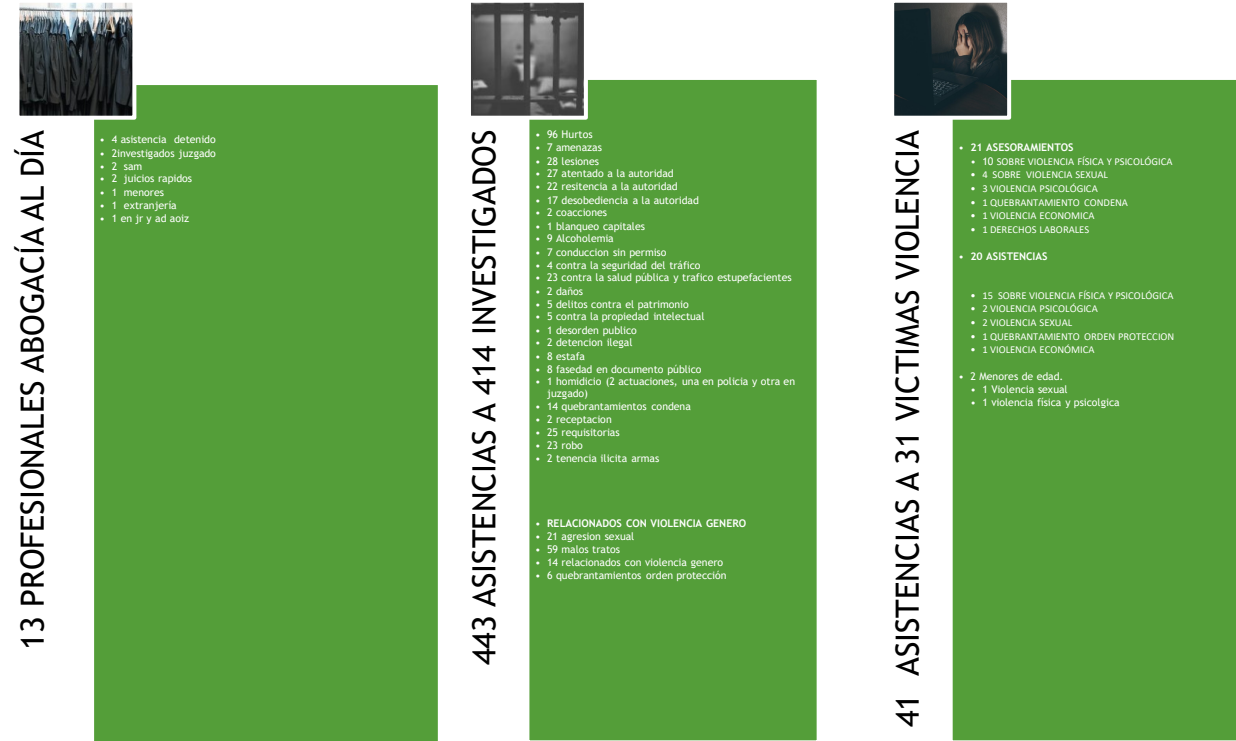 13 PROFESIONALES ABOGACÍA AL DÍA
• 4 asistencia detenido
• 2investigados juzgado
• 2 sam
• 2 juicios rapidos
• 1 menores
• 1 extranjería
• 1 en jr y ad aoiz
443 ASISTENCIAS A 414 INVESTIGADOS
• 96 Hurtos
• 7 amenazas
• 28 lesiones
• 27 atentado a la autoridad
• 22 resitencia a la autoridad
• 17 desobediencia a la autoridad
• 2 coacciones
• 1 blanqueo capitales
• 9 Alcoholemia
• 7 conduccion sin permiso
• 4 contra la seguridad del tráfico
• 23 contra la salud pública y trafico estupefacientes
• 2 daños
• 5 delitos contra el patrimonio
• 5 contra la propiedad intelectual
• 1 desorden publico
• 2 detencion ilegal
• 8 estafa
• 8 fasedad en documento público
• 1 homidicio (2 actuaciones, una en policia y otra en
juzgado)
• 14 quebrantamientos condena
• 2 receptacion
• 25 requisitorias
• 23 robo
• 2 tenencia ilicita armas
• RELACIONADOS CON VIOLENCIA GENERO
• 21 agresion sexual
• 59 malos tratos
• 14 relacionados con violencia genero
• 6 quebrantamientos orden protección
41 ASISTENCIAS A 31 VICTIMAS VIOLENCIA
• 21 ASESORAMIENTOS
• 10 SOBRE VIOLENCIA FÍSICA Y PSICOLÓGICA
• 4 SOBRE VIOLENCIA SEXUAL
• 3 VIOLENCIA PSICOLÓGICA
• 1 QUEBRANTAMIENTO CONDENA
• 1 VIOLENCIA ECONOMICA
• 1 DERECHOS LABORALES
• 20 ASISTENCIAS
• 15 SOBRE VIOLENCIA FÍSICA Y PSICOLÓGICA
• 2 VIOLENCIA PSICOLÓGICA
• 2 VIOLENCIA SEXUAL
• 1 QUEBRANTAMIENTO ORDEN PROTECCION
• 1 VIOLENCIA ECONÓMICA
• 2 Menores de edad.
• 1 Violencia sexual
• 1 violencia física y psicolgica